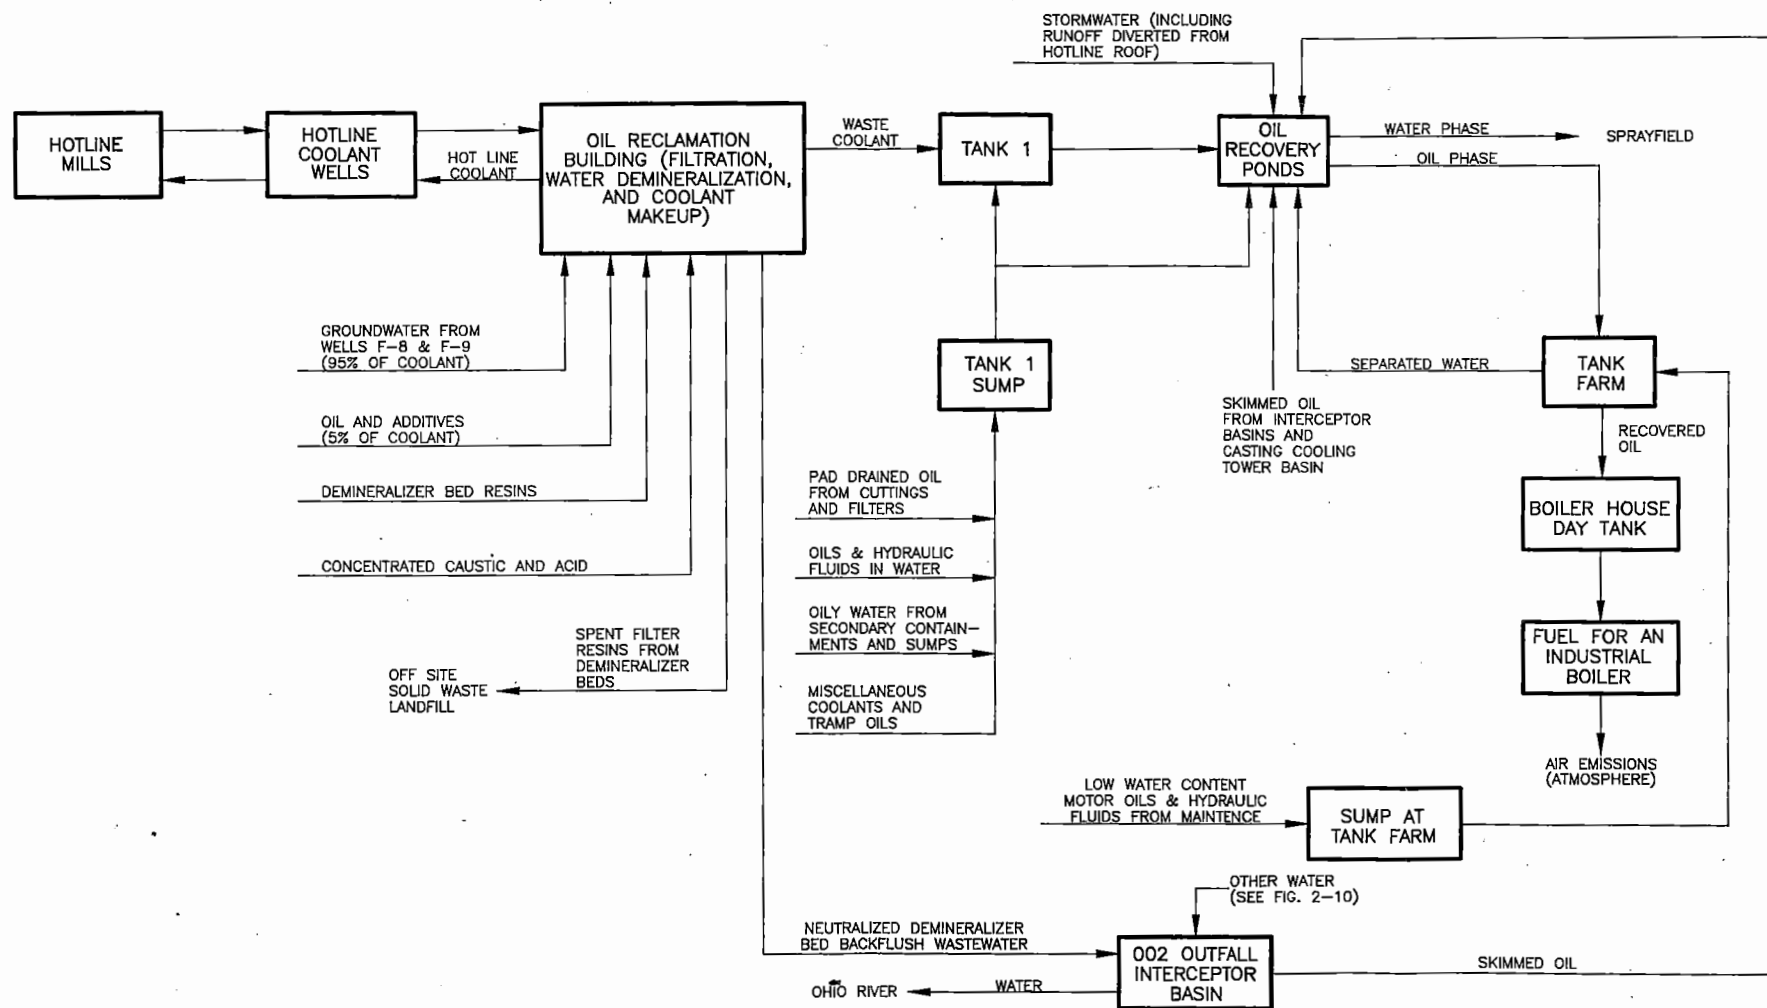 STORMWATER (INCLUDING
RUNOFF DIVERTED FROM
HOTLINE ROOF)
HOTLINE
MILLS
HOTLINE
COOLANT
WELLS
HOT LINE
COOLANT
OIL RECLAMATION
BUILDING (FILTRATION,
WATER DEMINERALIZATION,
AND COOLANT
MAKEUP)
WASTE
COOLANT
TANK 1
OIL
RECOVERY
PONDS
WATER PHASE
SPRAYFIELD
OIL PHASE
GROUNDWATER FROM
WELLS F-8 & F-9
(95% OF COOLANT)
OIL AND ADDITIVES
(5% OF COOLANT)
DEMINERALIZER BED RESINS
CONCENTRATED CAUSTIC AND ACID
SPENT FILTER
RESINS FROM
DEMINERALIZER
BEDS
OFF SITE
SOLID WASTE
LANDFILL
TANK 1
SUMP
PAD DRAINED OIL
FROM CUTTINGS
AND FILTERS
OILS & HYDRAULIC
FLUIDS IN WATER
OILY WATER FROM
SECONDARY CONTAIN-
MENTS AND SUMPS
MISCELLANEOUS
COOLANTS AND
TRAMP OILS
SEPARATED WATER
TANK
FARM
SKIMMED OIL
FROM INTERCEPTOR
BASINS AND
CASTING COOLING
TOWER BASIN
RECOVERED
OIL
BOILER HOUSE
DAY TANK
FUEL FOR AN
INDUSTRIAL
BOILER
AIR EMISSIONS
(ATMOSPHERE)
LOW WATER CONTENT
MOTOR OILS & HYDRAULIC
FLUIDS FROM MAINTENCE
SUMP AT
TANK FARM
OTHER WATER
(SEE FIG. 2-10)
NEUTRALIZED DEMINERALIZER
BED BACKFLUSH WASTEWATER
002 OUTFALL
INTERCEPTOR
BASIN
SKIMMED OIL
OHIO RIVER
WATER